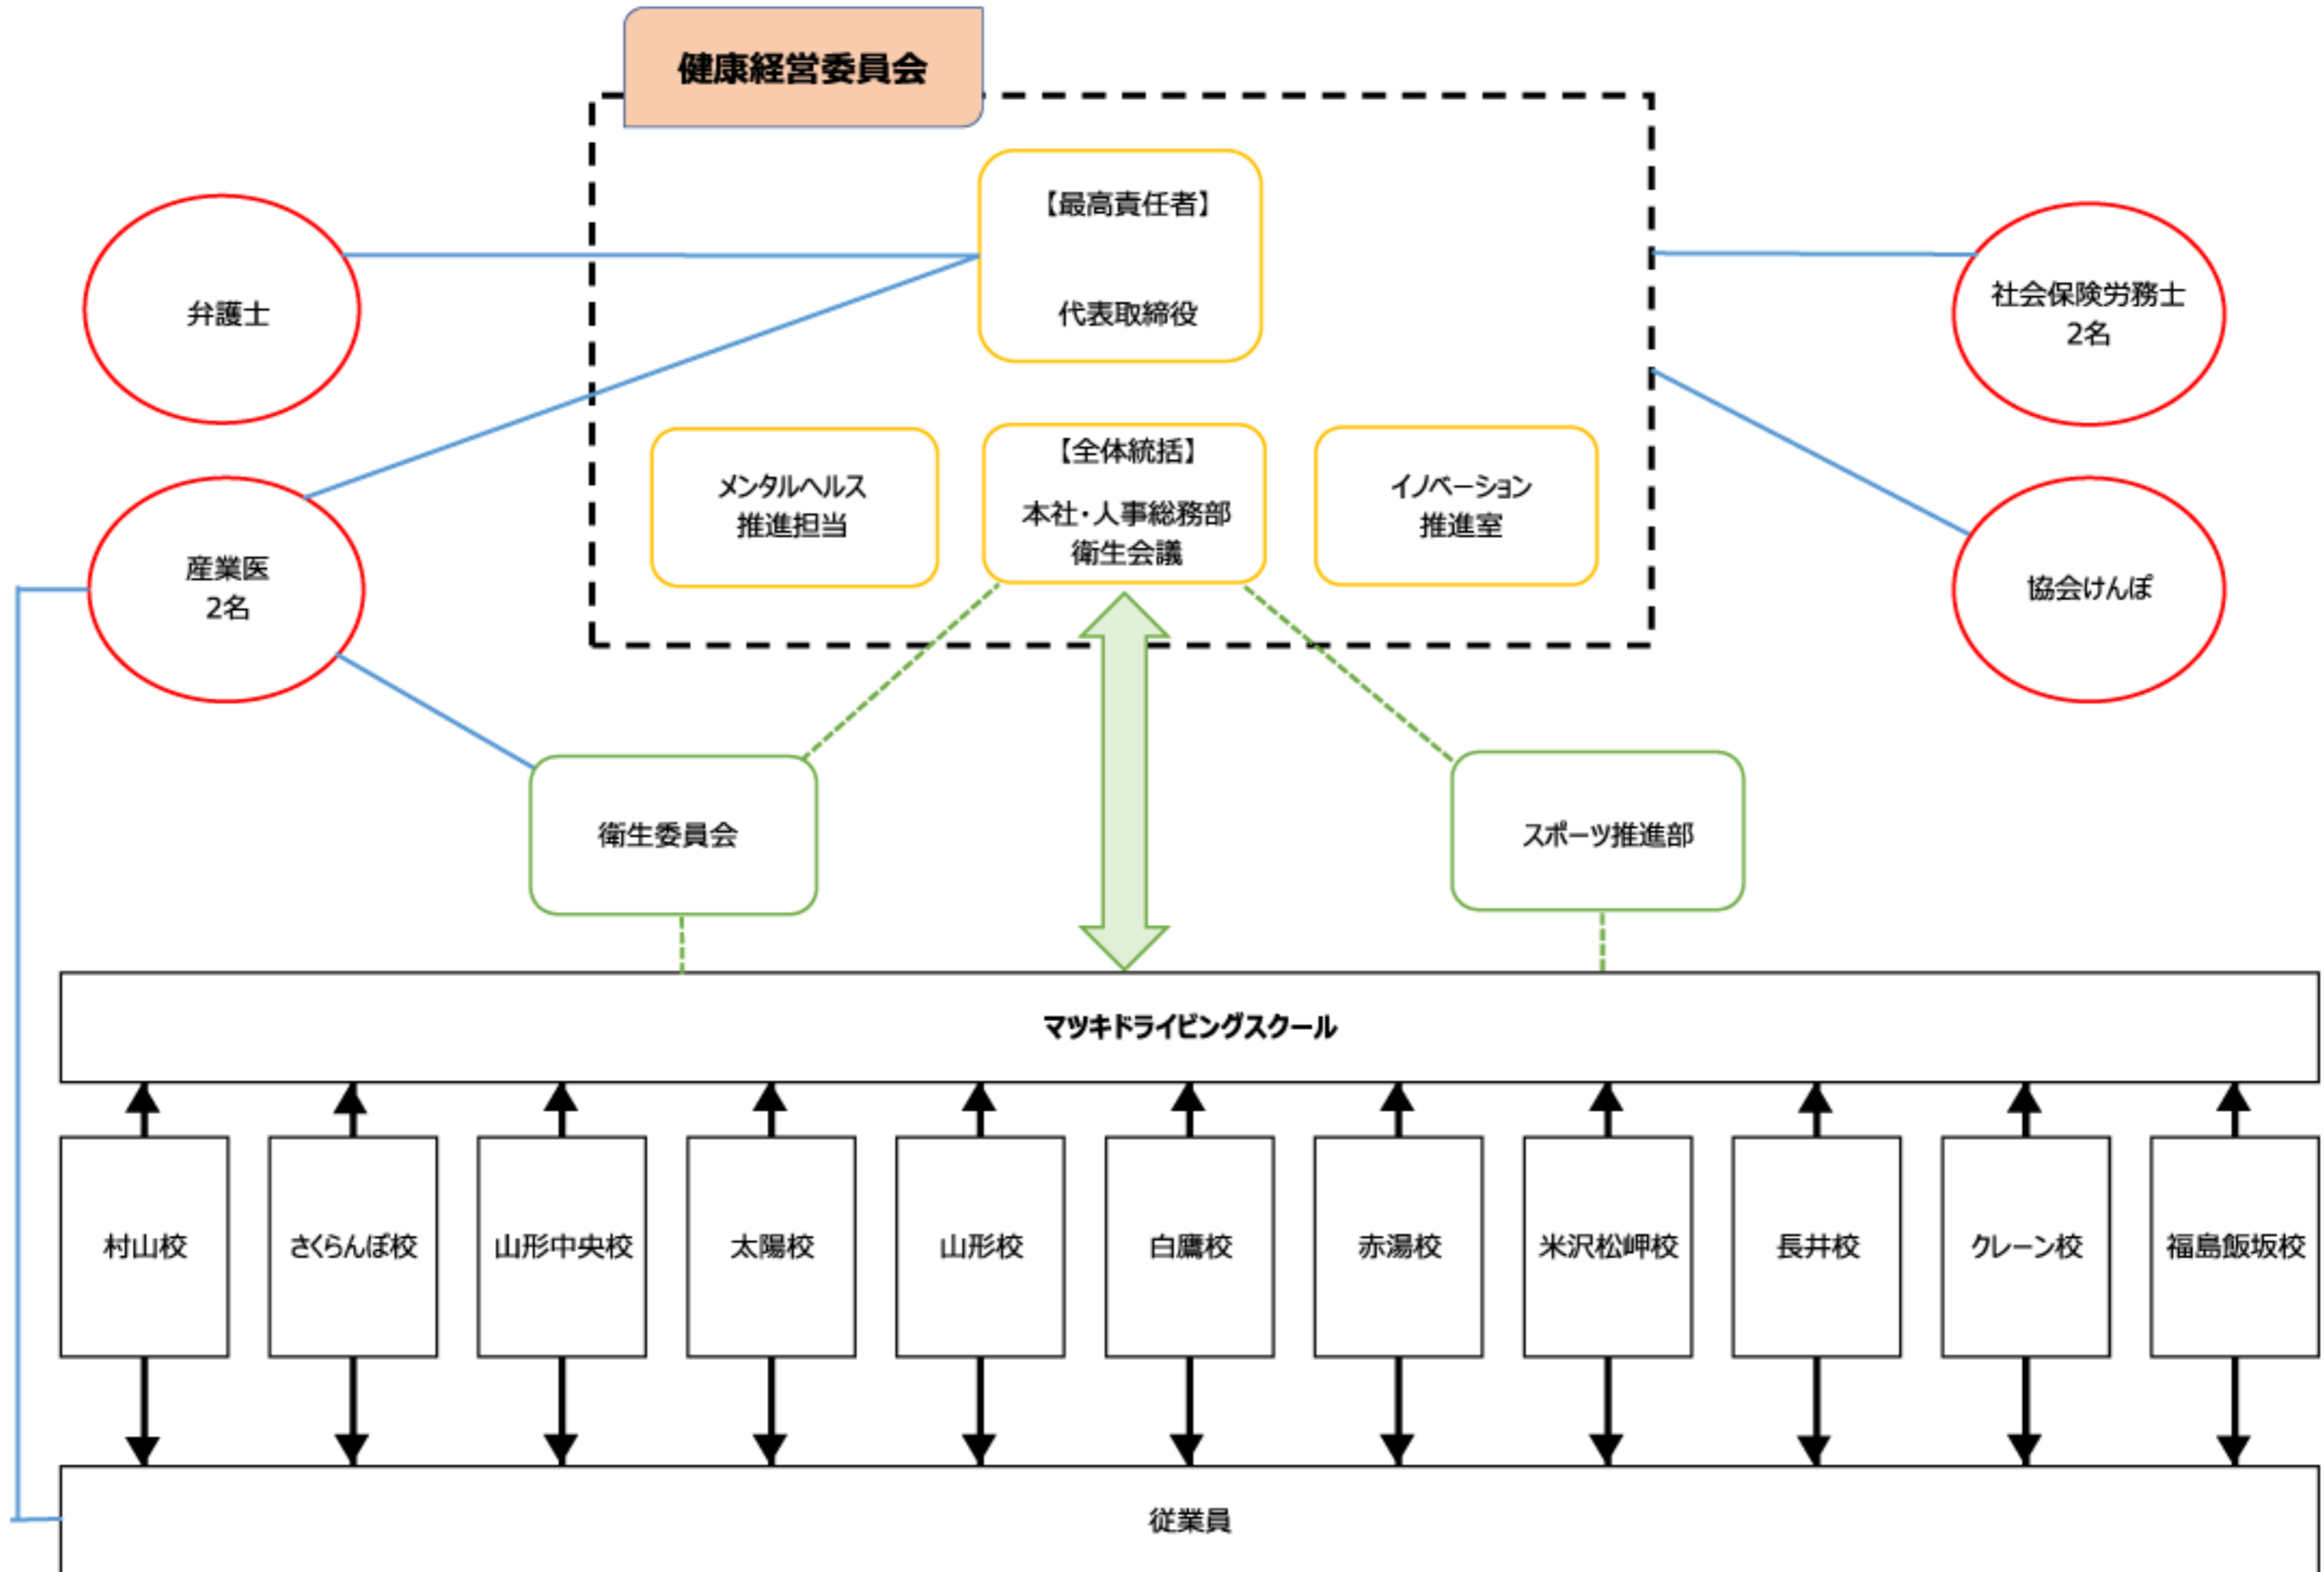 健康経営委員会
【最高責任者】
代表取締役
弁護士
社会保険労務士
2名
メンタルヘルス
推進担当
【全体統括】
本社・人事総務部
衛生会議
イノベーション
推進室
産業医
2名
協会けんぽ
衛生委員会
スポーツ推進部
マツキドライビングスクール
村山校
さくらんぼ校
山形中央校
太陽校
山形校
白鷹校
赤湯校
米沢松岬校
長井校
クレーン校
福島飯坂校
従業員